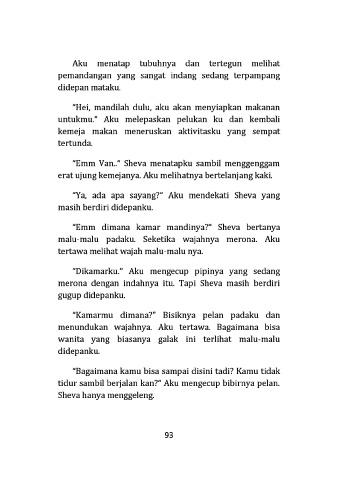 Aku menatap tubuhnya dan tertegun melihat
pemandangan yang sangat indang sedang terpampang
didepan mataku.
"Hei, mandilah dulu, aku akan menyiapkan makanan
untukmu." Aku melepaskan pelukan ku dan kembali
kemeja makan meneruskan aktivitasku yang sempat
tertunda.
"Emm Van.." Sheva menatapku sambil menggenggam
erat ujung kemejanya. Aku melihatnya bertelanjang kaki.
"Ya, ada apa sayang?" Aku mendekati Sheva yang
masih berdiri didepanku.
"Emm dimana kamar mandinya?" Sheva bertanya
malu-malu padaku. Seketika wajahnya merona. Aku
tertawa melihat wajah malu-malu nya.
"Dikamarku." Aku mengecup pipinya yang sedang
merona dengan indahnya itu. Tapi Sheva masih berdiri
gugup didepanku.
"Kamarmu dimana?" Bisiknya pelan padaku dan
menundukan wajahnya. Aku tertawa. Bagaimana bisa
wanita yang biasanya galak ini terlihat malu-malu
didepanku.
"Bagaimana kamu bisa sampai disini tadi? Kamu tidak
tidur sambil berjalan kan?" Aku mengecup bibirnya pelan.
Sheva hanya menggeleng.
93